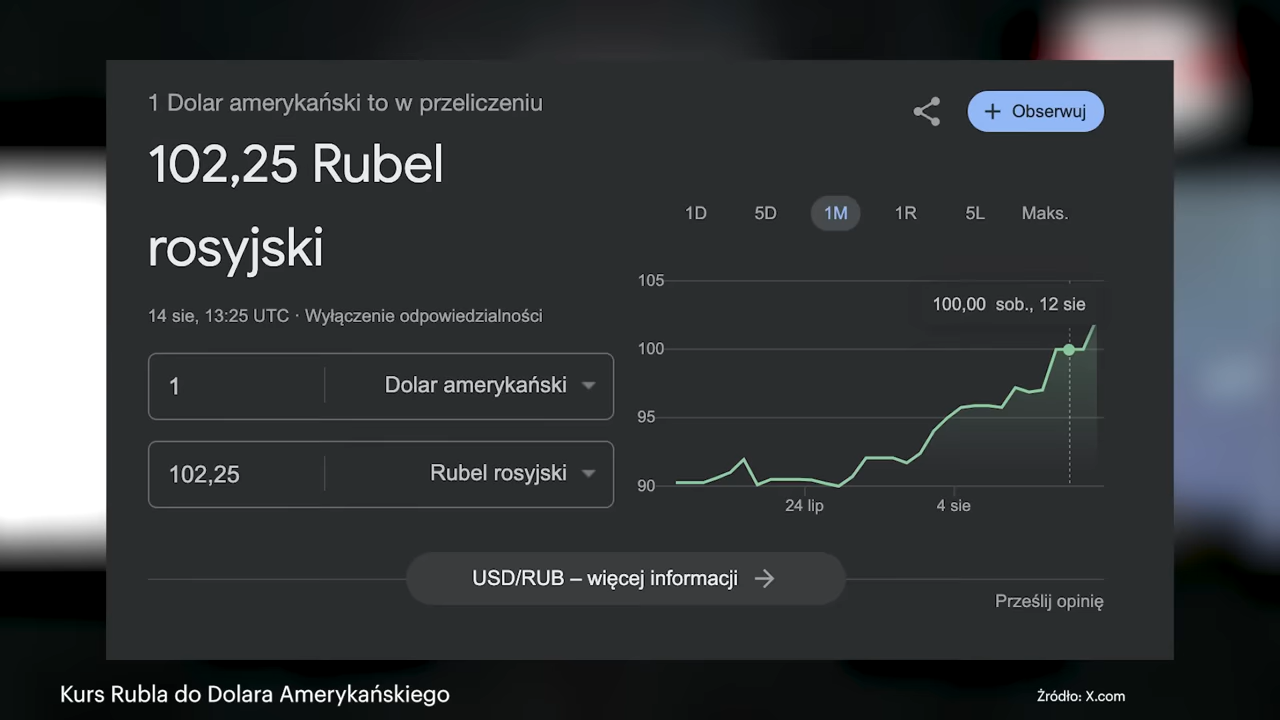 1 Dolar amerykański to w przeliczeniu
102,25 Rubel
rosyjski
14 sie, 13:25 UTC · Wyłączenie odpowiedzialności
1 Dolar amerykański
102,25 Rubel rosyjski
+ Obserwuj
1D 5D 1M 1R 5L Maks.
105
100,00 sob., 12 sie
100
95
90
24 lip 4 sie
USD/RUB – więcej informacji →
Prześlij opinię
Kurs Rubla do Dolara Amerykańskiego
Źródło: X.com